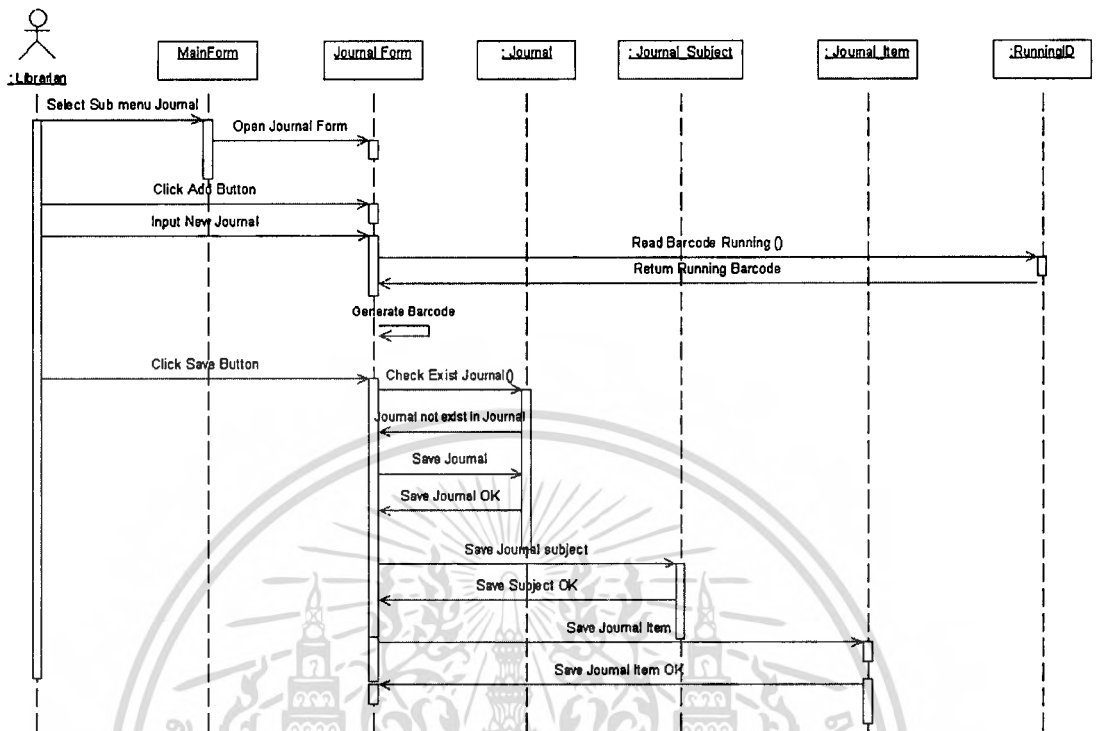 MainForm
Journal Form
: Journal
: Journal_Subject
: Journal_Item
:RunningID
: Librarian
Select Sub menu Journal
Open Journal Form
Click Add Button
Input New Journal
Read Barcode Running ()
Return Running Barcode
Generate Barcode
Click Save Button
Check Exist Journal()
Journal not exist in Journal
Save Journal
Save Journal OK
Save Journal subject
Save Subject OK
Save Journal Item
Save Journal Item OK